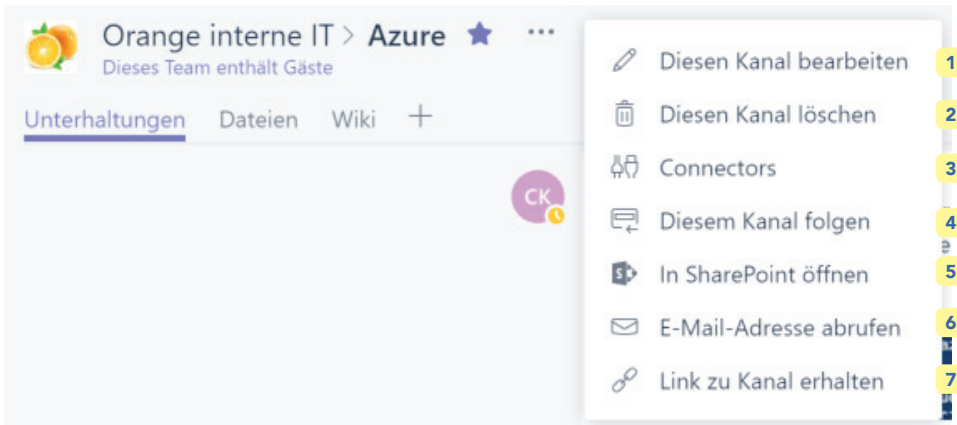 Orange interne IT > Azure ★ ...
Dieses Team enthält Gäste
Unterhaltungen Dateien Wiki +
CK
Diesen Kanal bearbeiten 1
Diesen Kanal löschen 2
Connectors 3
Diesem Kanal folgen 4
In SharePoint öffnen 5
E-Mail-Adresse abrufen 6
Link zu Kanal erhalten 7